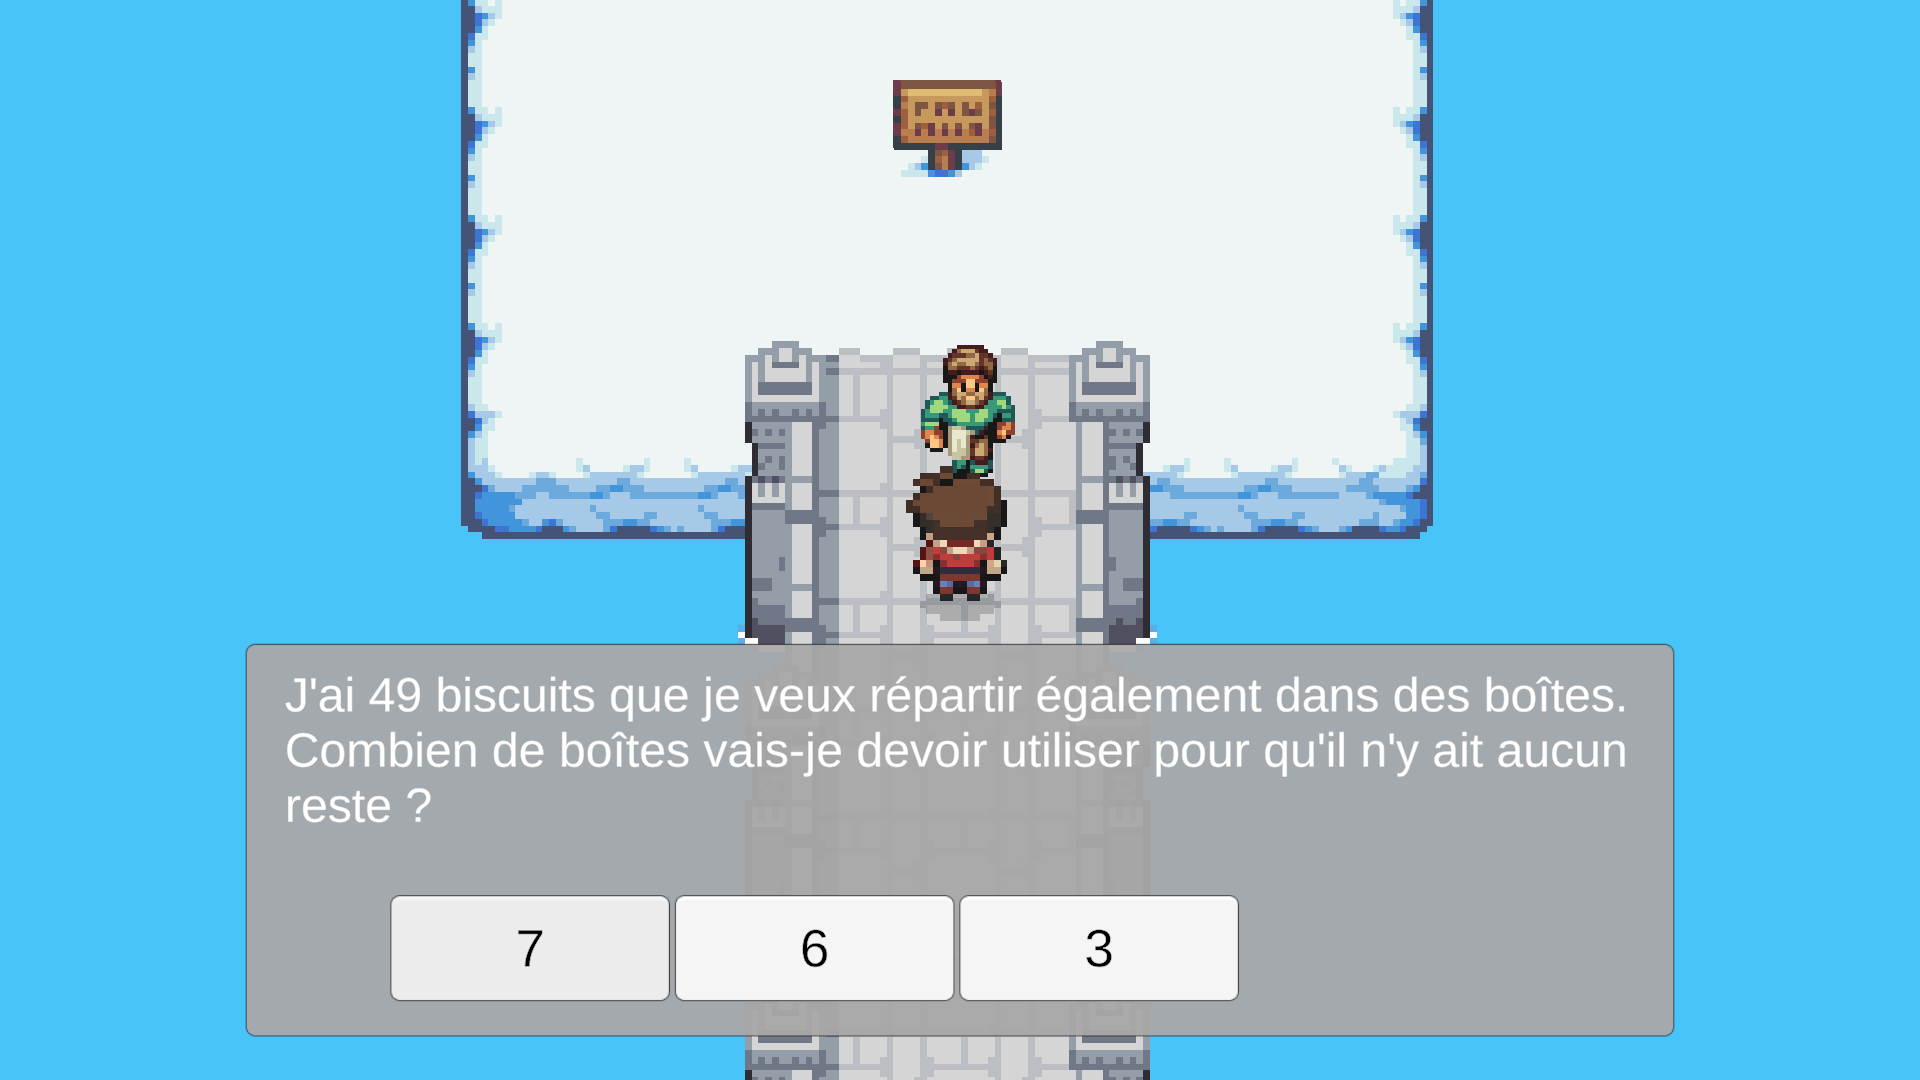 J'ai 49 biscuits que je veux répartir également dans des boîtes.
Combien de boîtes vais-je devoir utiliser pour qu'il n'y ait aucun
reste ?
7
6
3